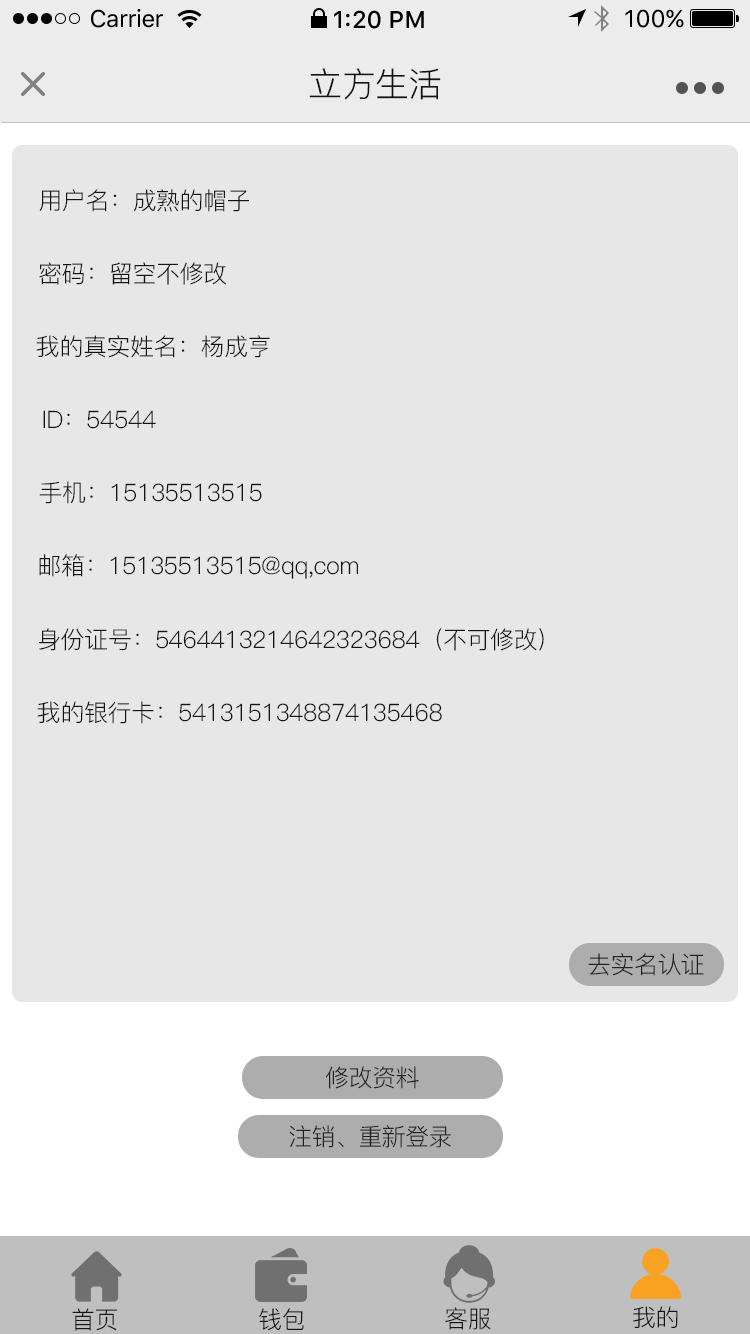 Carrier 1:20 PM 100%
立方生活
用户名：成熟的帽子
密码：留空不修改
我的真实姓名：杨成亨
ID：54544
手机：15135513515
邮箱：15135513515@qq,com
身份证号：5464413214642323684（不可修改）
我的银行卡：5413151348874135468
去实名认证
修改资料
注销、重新登录
首页 钱包 客服 我的